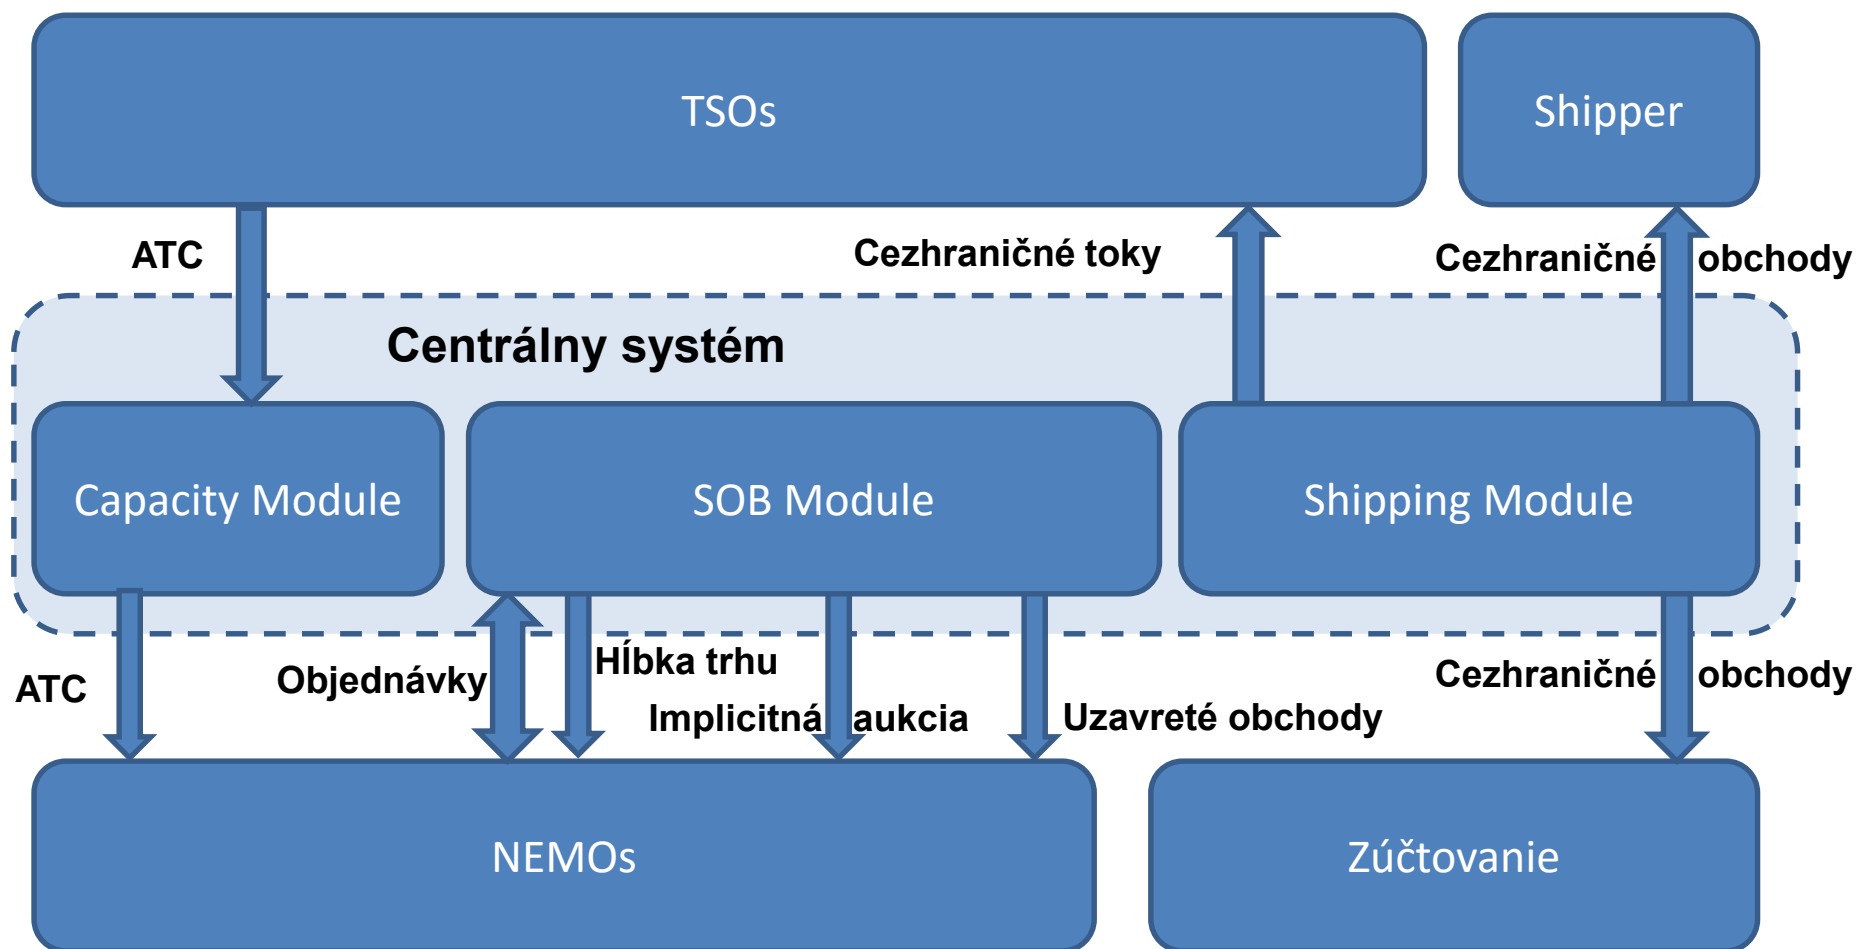 TSOs
Shipper
ATC
Cezhraničné toky
Cezhraničné obchody
Centrálny systém
Capacity Module
SOB Module
Shipping Module
ATC
Objednávky
Hĺbka trhu
Implicitná aukcia
Uzavreté obchody
Cezhraničné obchody
NEMOs
Zúčtovanie